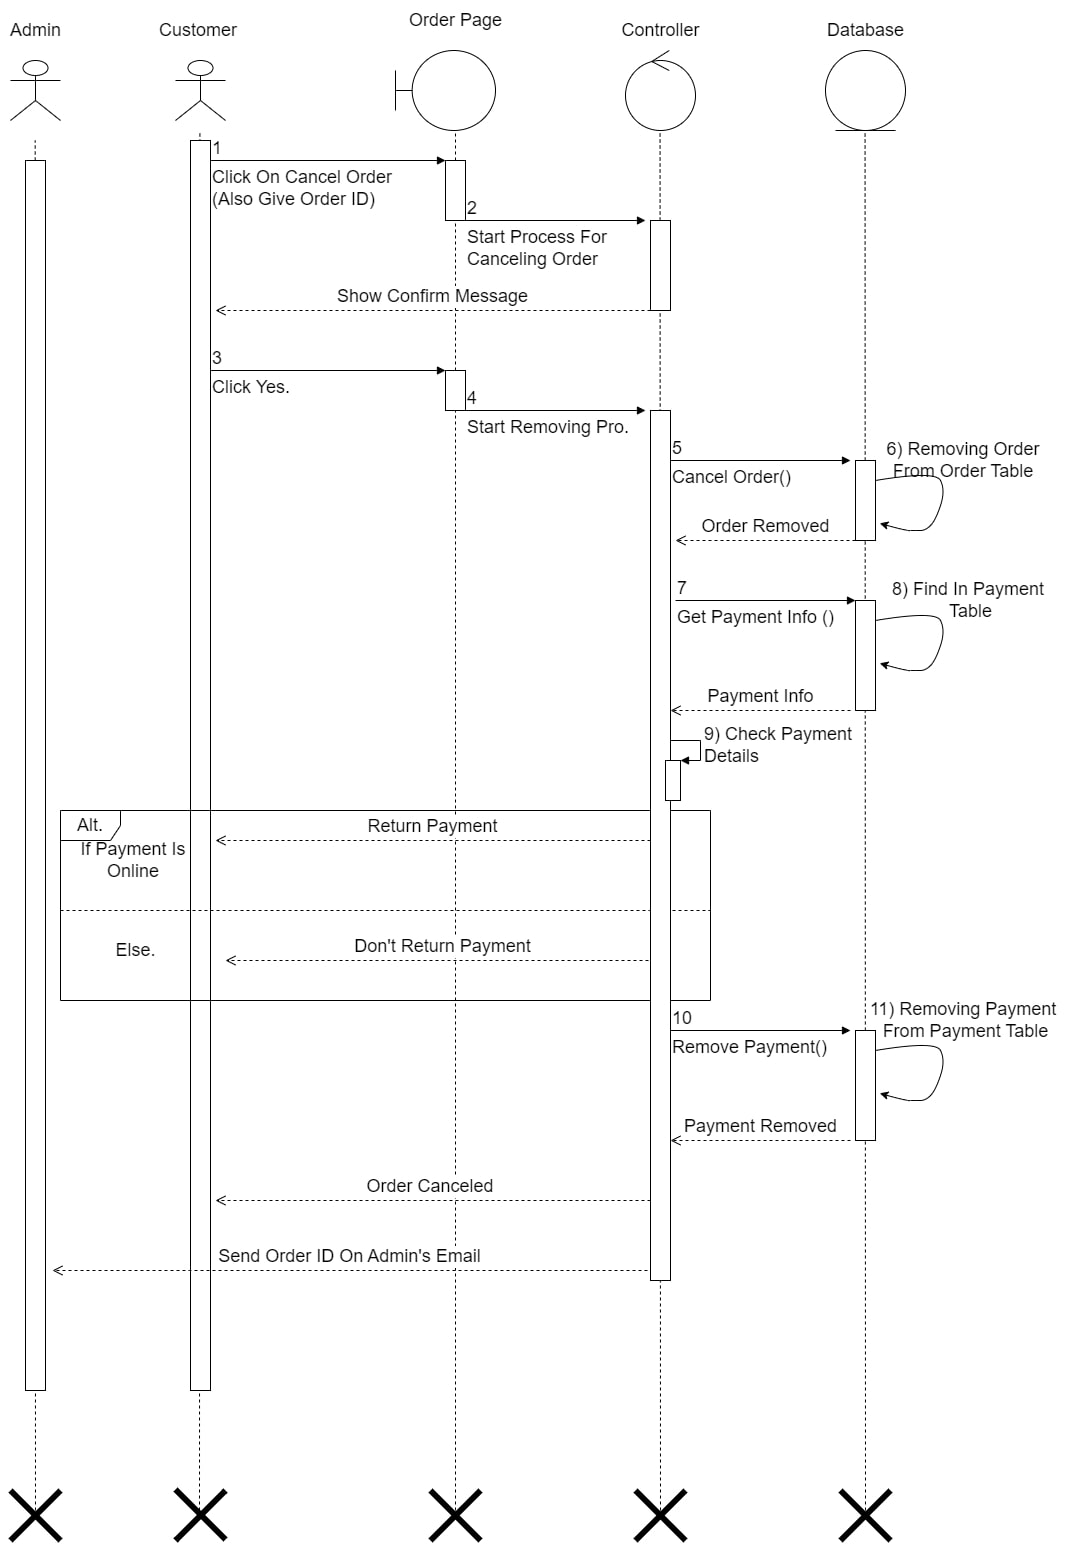 Admin
Customer
Order Page
Controller
Database
1
Click On Cancel Order
(Also Give Order ID)
2
Start Process For
Canceling Order
Show Confirm Message
3
Click Yes.
4
Start Removing Pro.
5
Cancel Order()
6) Removing Order
From Order Table
Order Removed
7
Get Payment Info ()
8) Find In Payment
Table
Payment Info
9) Check Payment
Details
Alt.
If Payment Is
Online
Return Payment
Else.
Don't Return Payment
10
Remove Payment()
11) Removing Payment
From Payment Table
Payment Removed
Order Canceled
Send Order ID On Admin's Email